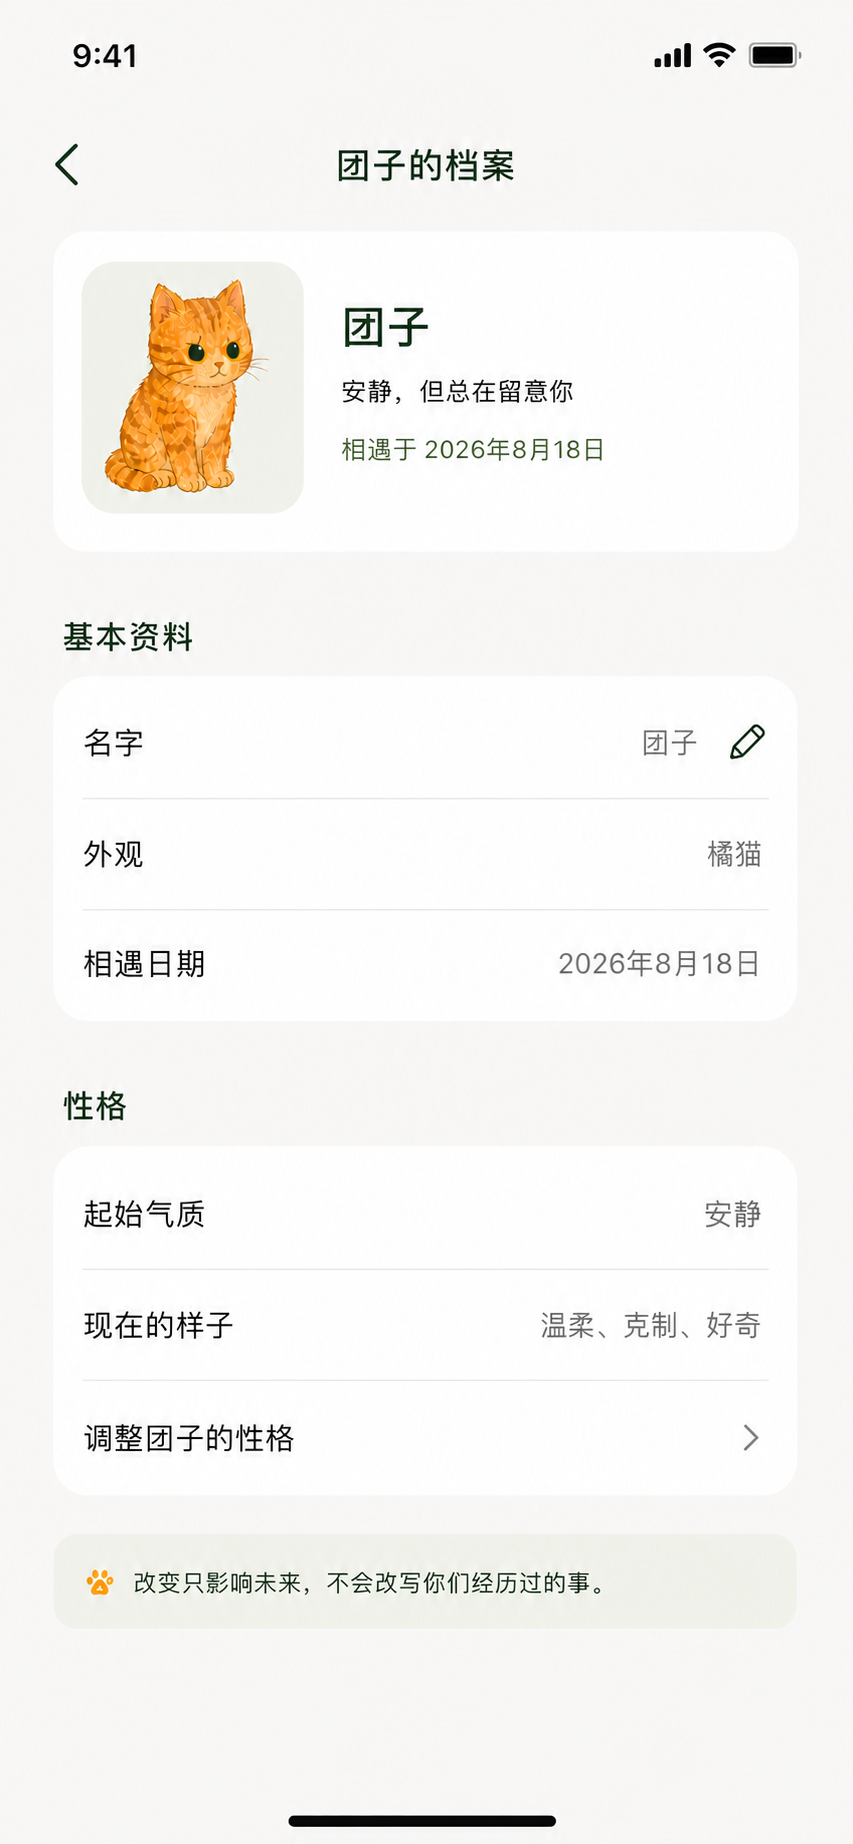 9:41
团子的档案
团子
安静，但总在留意你
相遇于 2026年8月18日
基本资料
名字 团子
外观 橘猫
相遇日期 2026年8月18日
性格
起始气质 安静
现在的样子 温柔、克制、好奇
调整团子的性格
改变只影响未来，不会改写你们经历过的事。